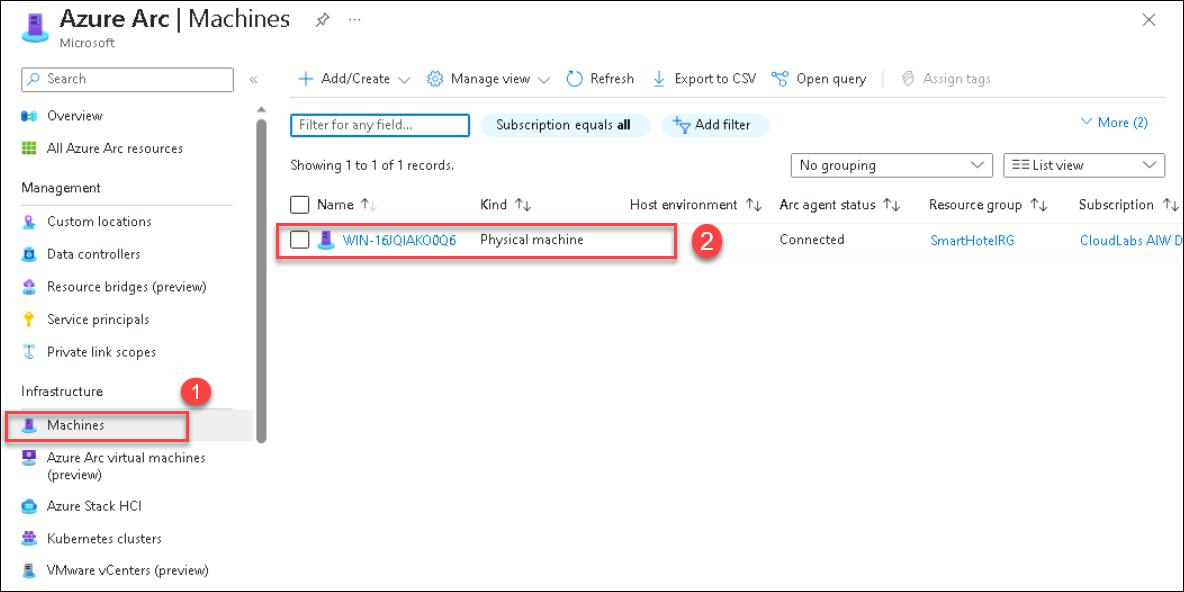 Azure Arc | Machines ...
Microsoft
Search «
Overview
All Azure Arc resources
Management
Custom locations
Data controllers
Resource bridges (preview)
Service principals
Private link scopes
Infrastructure
1
Machines
Azure Arc virtual machines
(preview)
Azure Stack HCI
Kubernetes clusters
VMware vCenters (preview)
Add/Create Manage view Refresh Export to CSV Open query Assign tags
Filter for any field... Subscription equals all Add filter More (2)
Showing 1 to 1 of 1 records. No grouping List view
Name ↑↓ Kind ↑↓ Host environment ↑↓ Arc agent status ↑↓ Resource group ↑↓ Subscription ↑↓
WIN-16JQIAKO0Q6 Physical machine 2 Connected SmartHotelRG CloudLabs AIW D